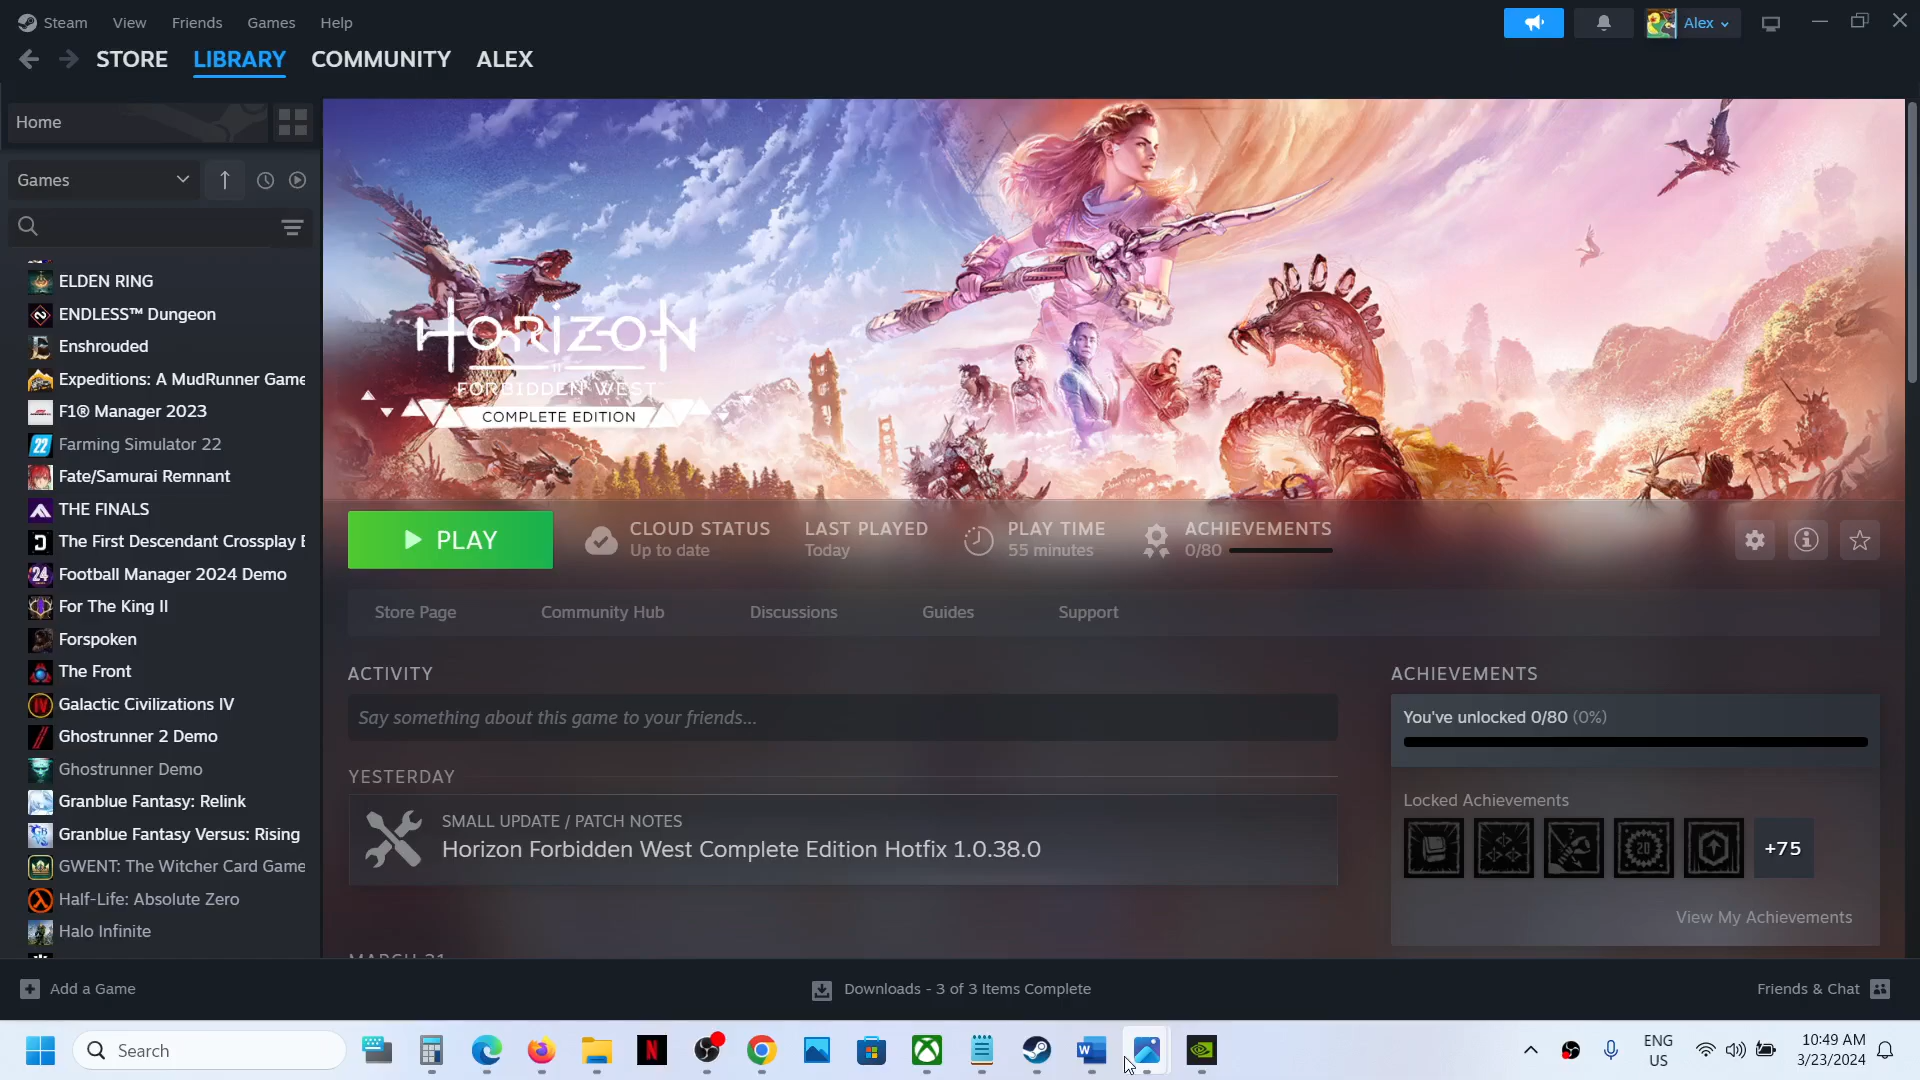 Steam View Friends Games Help Alex
STORE LIBRARY COMMUNITY ALEX
Home
Games
ELDEN RING
ENDLESS™ Dungeon
Enshrouded
Expeditions: A MudRunner Game
F1® Manager 2023
Farming Simulator 22
Fate/Samurai Remnant
THE FINALS
The First Descendant Crossplay B
Football Manager 2024 Demo
For The King II
Forspoken
The Front
Galactic Civilizations IV
Ghostrunner 2 Demo
Ghostrunner Demo
Granblue Fantasy: Relink
Granblue Fantasy Versus: Rising
GWENT: The Witcher Card Game
Half-Life: Absolute Zero
Halo Infinite
HORIZON
FORBIDDEN WEST™
COMPLETE EDITION
PLAY
CLOUD STATUS
Up to date
LAST PLAYED
Today
PLAY TIME
55 minutes
ACHIEVEMENTS
0/80
Store Page Community Hub Discussions Guides Support
ACTIVITY
Say something about this game to your friends...
YESTERDAY
SMALL UPDATE / PATCH NOTES
Horizon Forbidden West Complete Edition Hotfix 1.0.38.0
MARCH 21
ACHIEVEMENTS
You've unlocked 0/80 (0%)
Locked Achievements
20
+75
View My Achievements
Add a Game
Downloads - 3 of 3 Items Complete
Friends & Chat
Search
ENG
US
10:49 AM
3/23/2024